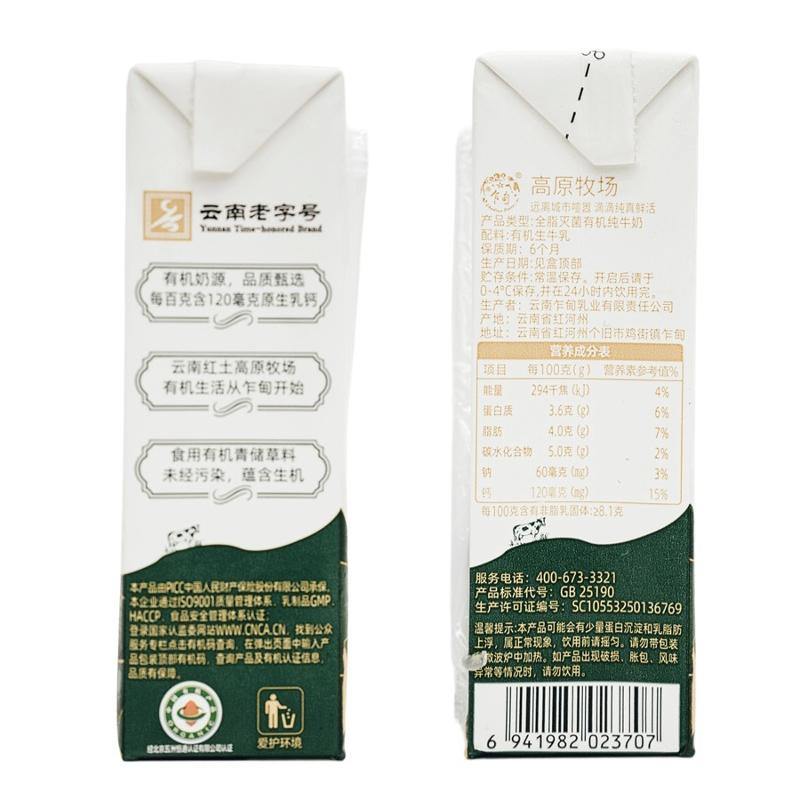 云南老字号
Yunnan Time-honored Brand
有机奶源，品质甄选
每百克含120毫克原生乳钙
云南红土高原牧场
有机生活从乍甸开始
食用有机青储草料
未经污染，蕴含生机
本产品由PICC中国人民财产保险股份有限公司承保。
本企业通过ISO9001质量管理体系、乳制品GMP、
HACCP、食品安全管理体系认证；
登录国家认监委网站WWW.CNCA.CN，找到公众
服务专栏点击有机码查询，在弹出页面中输入产
品包装顶部有机码，查询产品及有机认证信息，
品质有保障。
ORGANIC
经北京五洲恒通认证有限公司认证
爱护环境
乍甸
高原牧场
远离城市喧嚣 滴滴纯真鲜活
产品类型：全脂灭菌有机纯牛奶
配料：有机生牛乳
保质期：6个月
生产日期：见盒顶部
贮存条件：常温保存。开启后请于
0-4°C保存，并在24小时内饮用完。
生产者：云南乍甸乳业有限责任公司
产地：云南省红河州
地址：云南省红河州个旧市鸡街镇乍甸
营养成分表
项目 每100克(g) 营养素参考值%
能量 294千焦(kJ) 4%
蛋白质 3.6克(g) 6%
脂肪 4.0克(g) 7%
碳水化合物 5.0克(g) 2%
钠 60毫克(mg) 3%
钙 120毫克(mg) 15%
每100克含有非脂乳固体：≥8.1克
服务电话：400-673-3321
产品标准代号：GB 25190
生产许可证编号：SC10553250136769
温馨提示：本产品可能会有少量蛋白沉淀和乳脂肪
上浮，属正常现象，饮用前请摇匀。请勿带包装
微波炉中加热。如产品出现破损、胀包、风味
异常等情况时，请勿饮用。
6 941982 023707